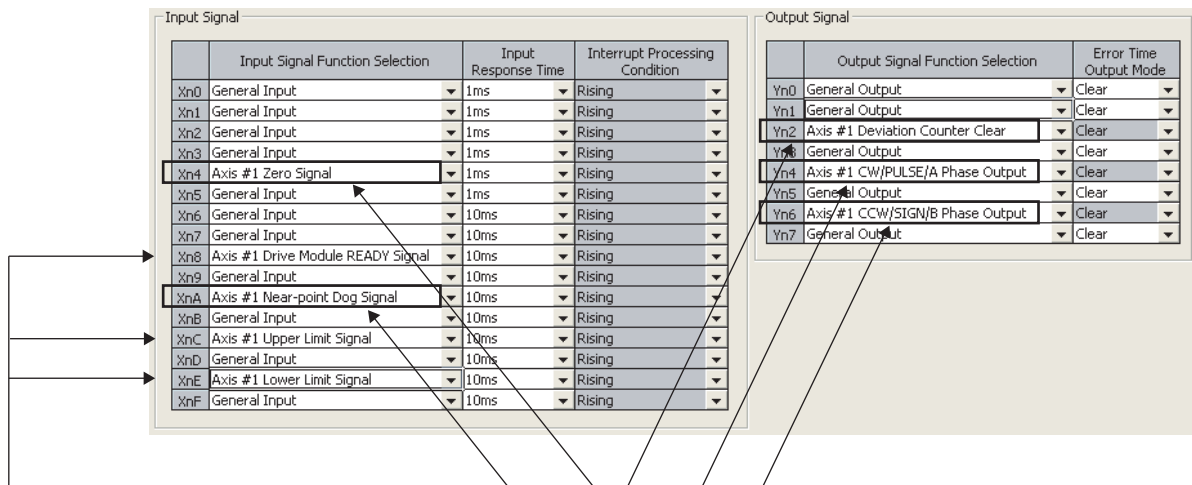 Input Signal
Input Signal Function Selection Input Response Time Interrupt Processing Condition
Xn0 General Input 1ms Rising
Xn1 General Input 1ms Rising
Xn2 General Input 1ms Rising
Xn3 General Input 1ms Rising
Xn4 Axis #1 Zero Signal 1ms Rising
Xn5 General Input 1ms Rising
Xn6 General Input 10ms Rising
Xn7 General Input 10ms Rising
Xn8 Axis #1 Drive Module READY Signal 10ms Rising
Xn9 General Input 10ms Rising
XnA Axis #1 Near-point Dog Signal 10ms Rising
XnB General Input 10ms Rising
XnC Axis #1 Upper Limit Signal 10ms Rising
XnD General Input 10ms Rising
XnE Axis #1 Lower Limit Signal 10ms Rising
XnF General Input 10ms Rising
Output Signal
Output Signal Function Selection Error Time Output Mode
Yn0 General Output Clear
Yn1 General Output Clear
Yn2 Axis #1 Deviation Counter Clear Clear
Yn3 General Output Clear
Yn4 Axis #1 CW/PULSE/A Phase Output Clear
Yn5 General Output Clear
Yn6 Axis #1 CCW/SIGN/B Phase Output Clear
Yn7 General Output Clear